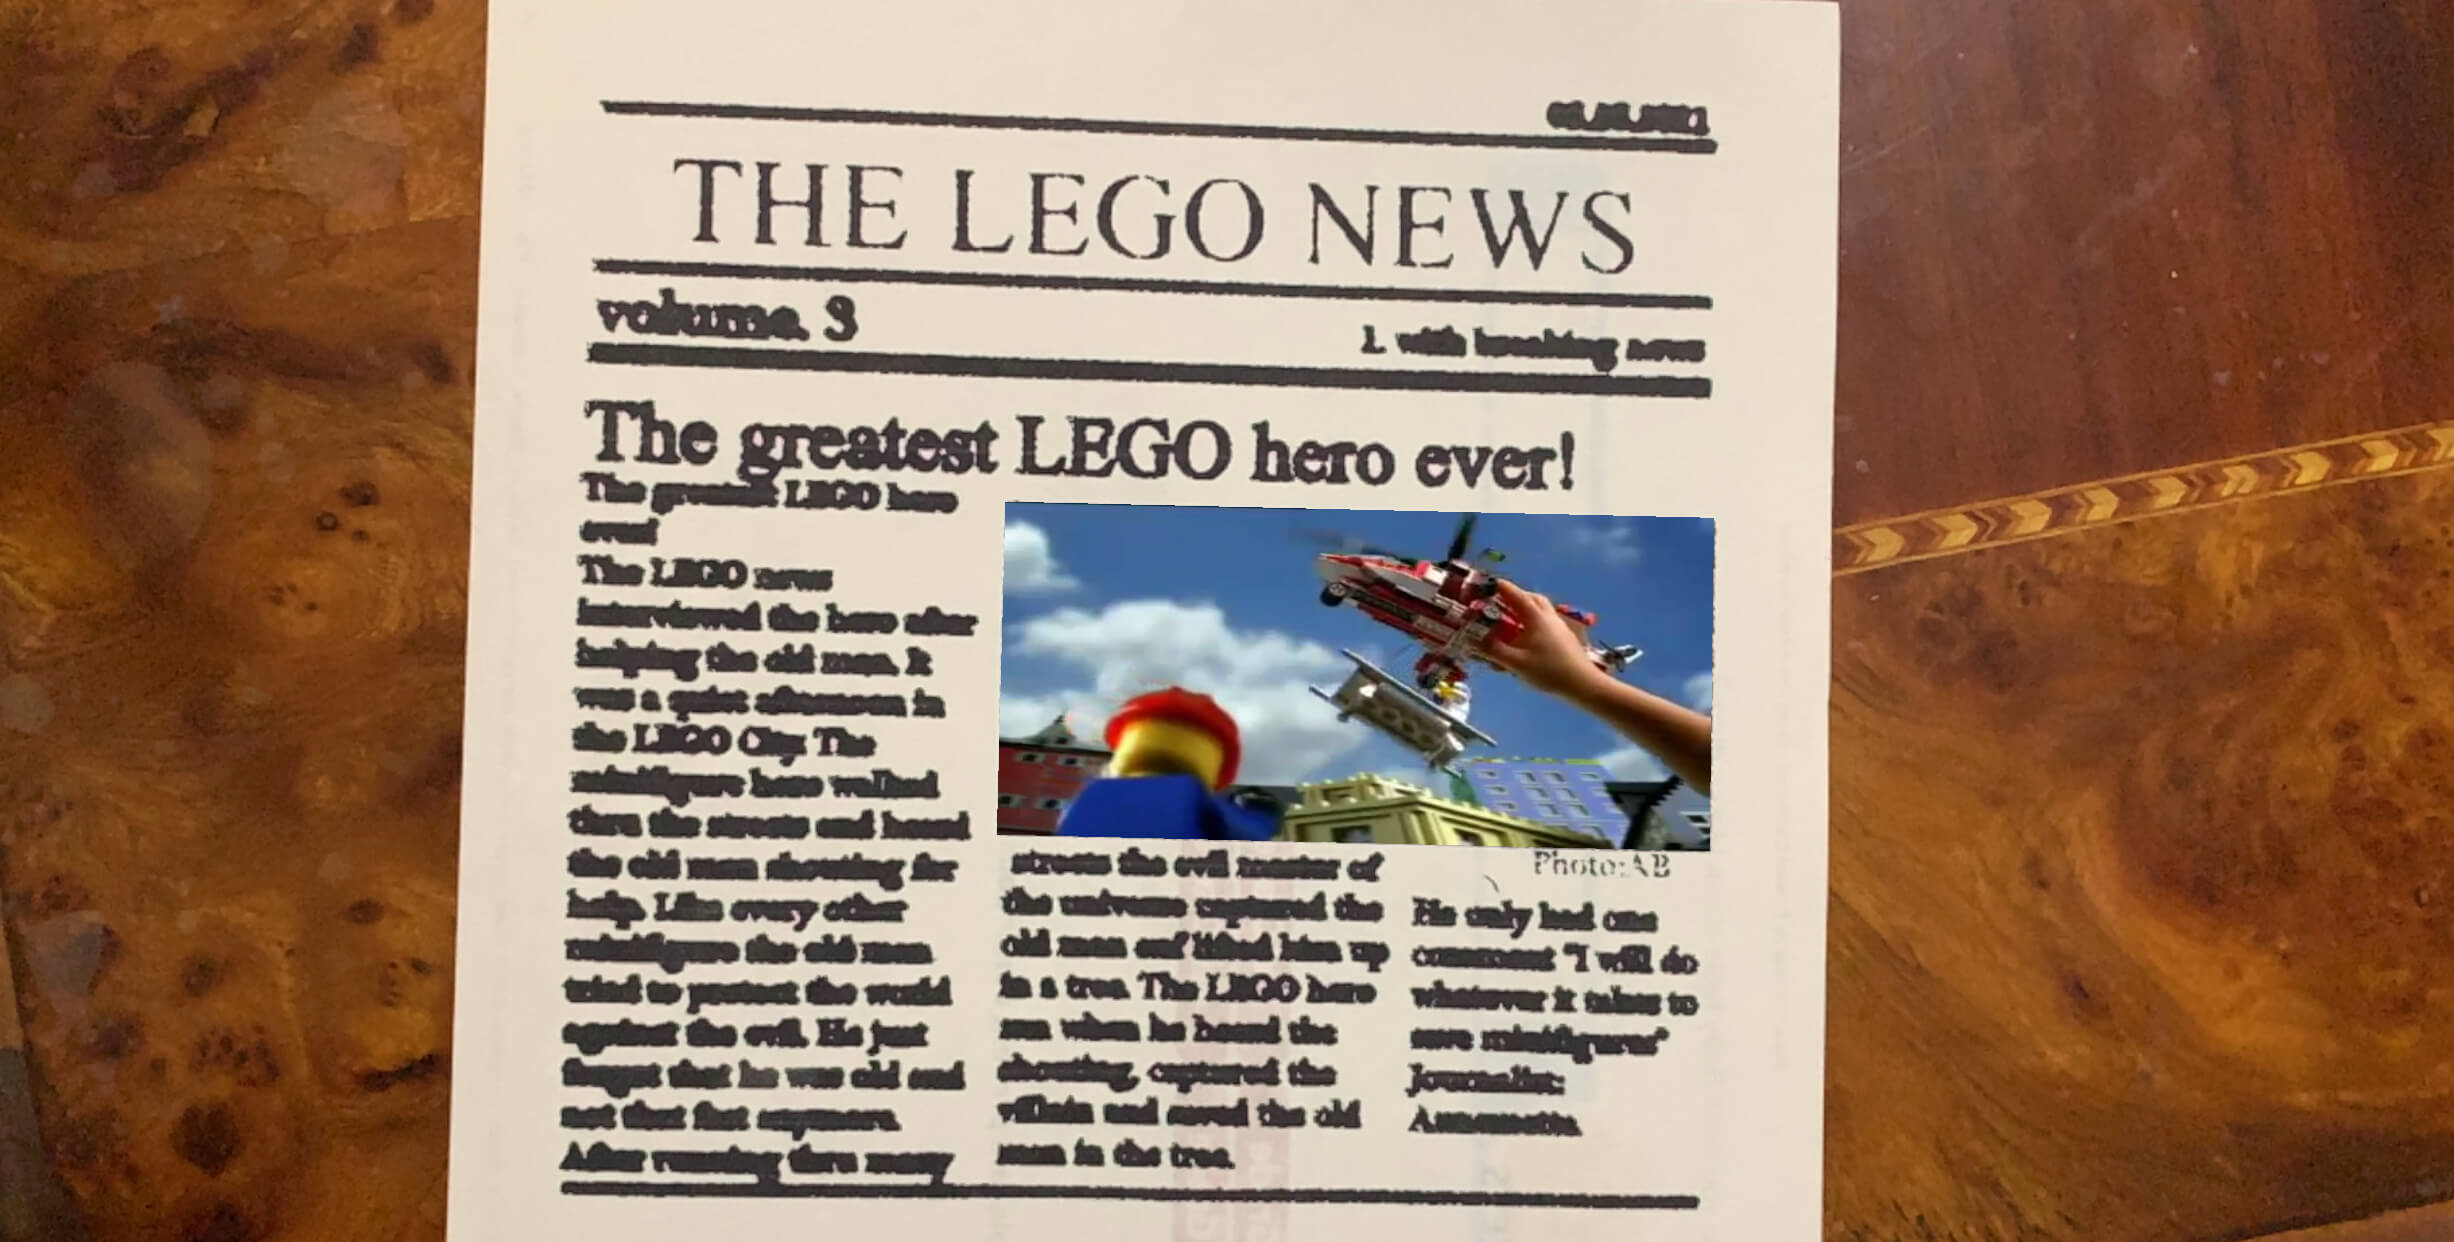 THE LEGO NEWS
volume. 3
1. with breaking news
The greatest LEGO hero ever!
The greatest LEGO hero
ever!
The LEGO news
interviewed the hero after
helping the old man. It
was a quiet afternoon in
the LEGO City. The
minifigure hero walked
thru the streets and heard
the old man shouting for
help. Like every other
minifigure the old man
tried to protect the world
against the evil. He just
forgot that he was old and
not that fast anymore.
After running thru many
streets the evil master of
the universe captured the
old man and lifted him up
in a tree. The LEGO hero
ran when he heard the
shouting, captured the
villain and saved the old
man in the tree.
Photo:AB
He only had one
comment "I will do
whatever it takes to
save minifigures"
Journalist: